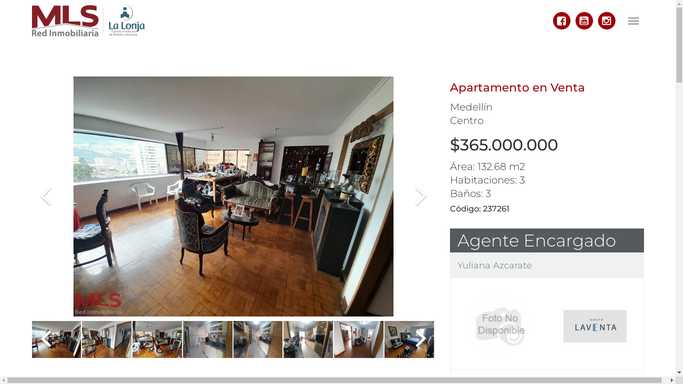 MLS
Red Inmobiliaria
La Lonja
Apartamento en Venta
Medellín
Centro
$365.000.000
Área: 132.68 m2
Habitaciones: 3
Baños: 3
Código: 237261
MLS
Red Inmobiliaria
Agente Encargado
Yuliana Azcarate
Foto No
Disponible
LAVENTA